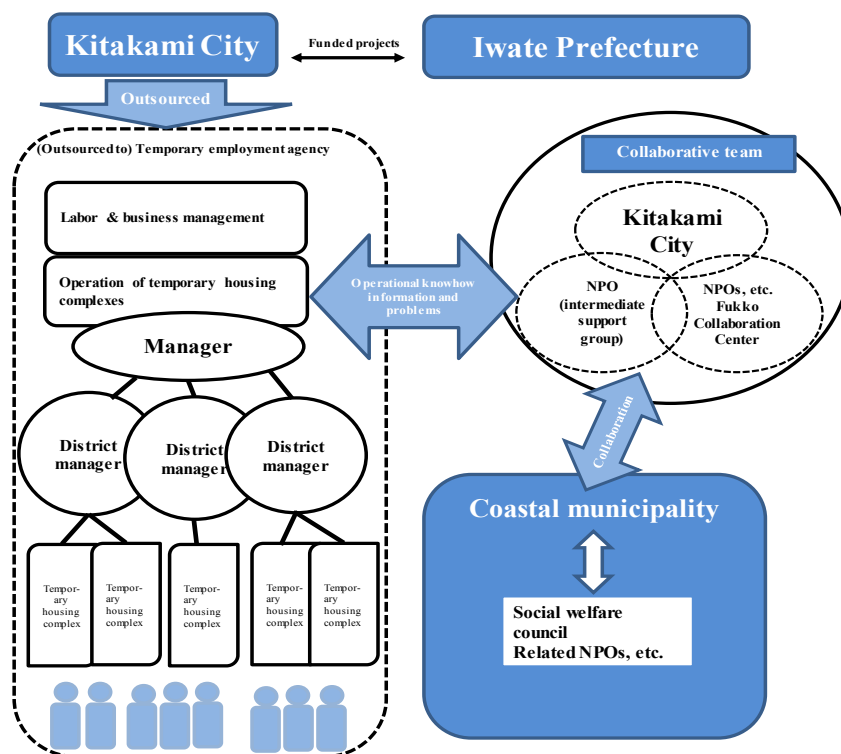 Kitakami City
Funded projects
Iwate Prefecture
Outsourced
(Outsourced to) Temporary employment agency
Labor & business management
Operation of temporary housing
complexes
Manager
District
manager
District
manager
District
manager
Tempor-
ary
housing
complex
Tempor-
ary
housing
complex
Tempor-
ary
housing
complex
Tempor-
ary
housing
complex
Tempor-
ary
housing
complex
Operational knowhow
information and
problems
Collaborative team
Kitakami
City
NPO
(intermediate
support
group)
NPOs, etc.
Fukko
Collaboration
Center
Collaboration
Coastal municipality
Social welfare
council
Related NPOs, etc.